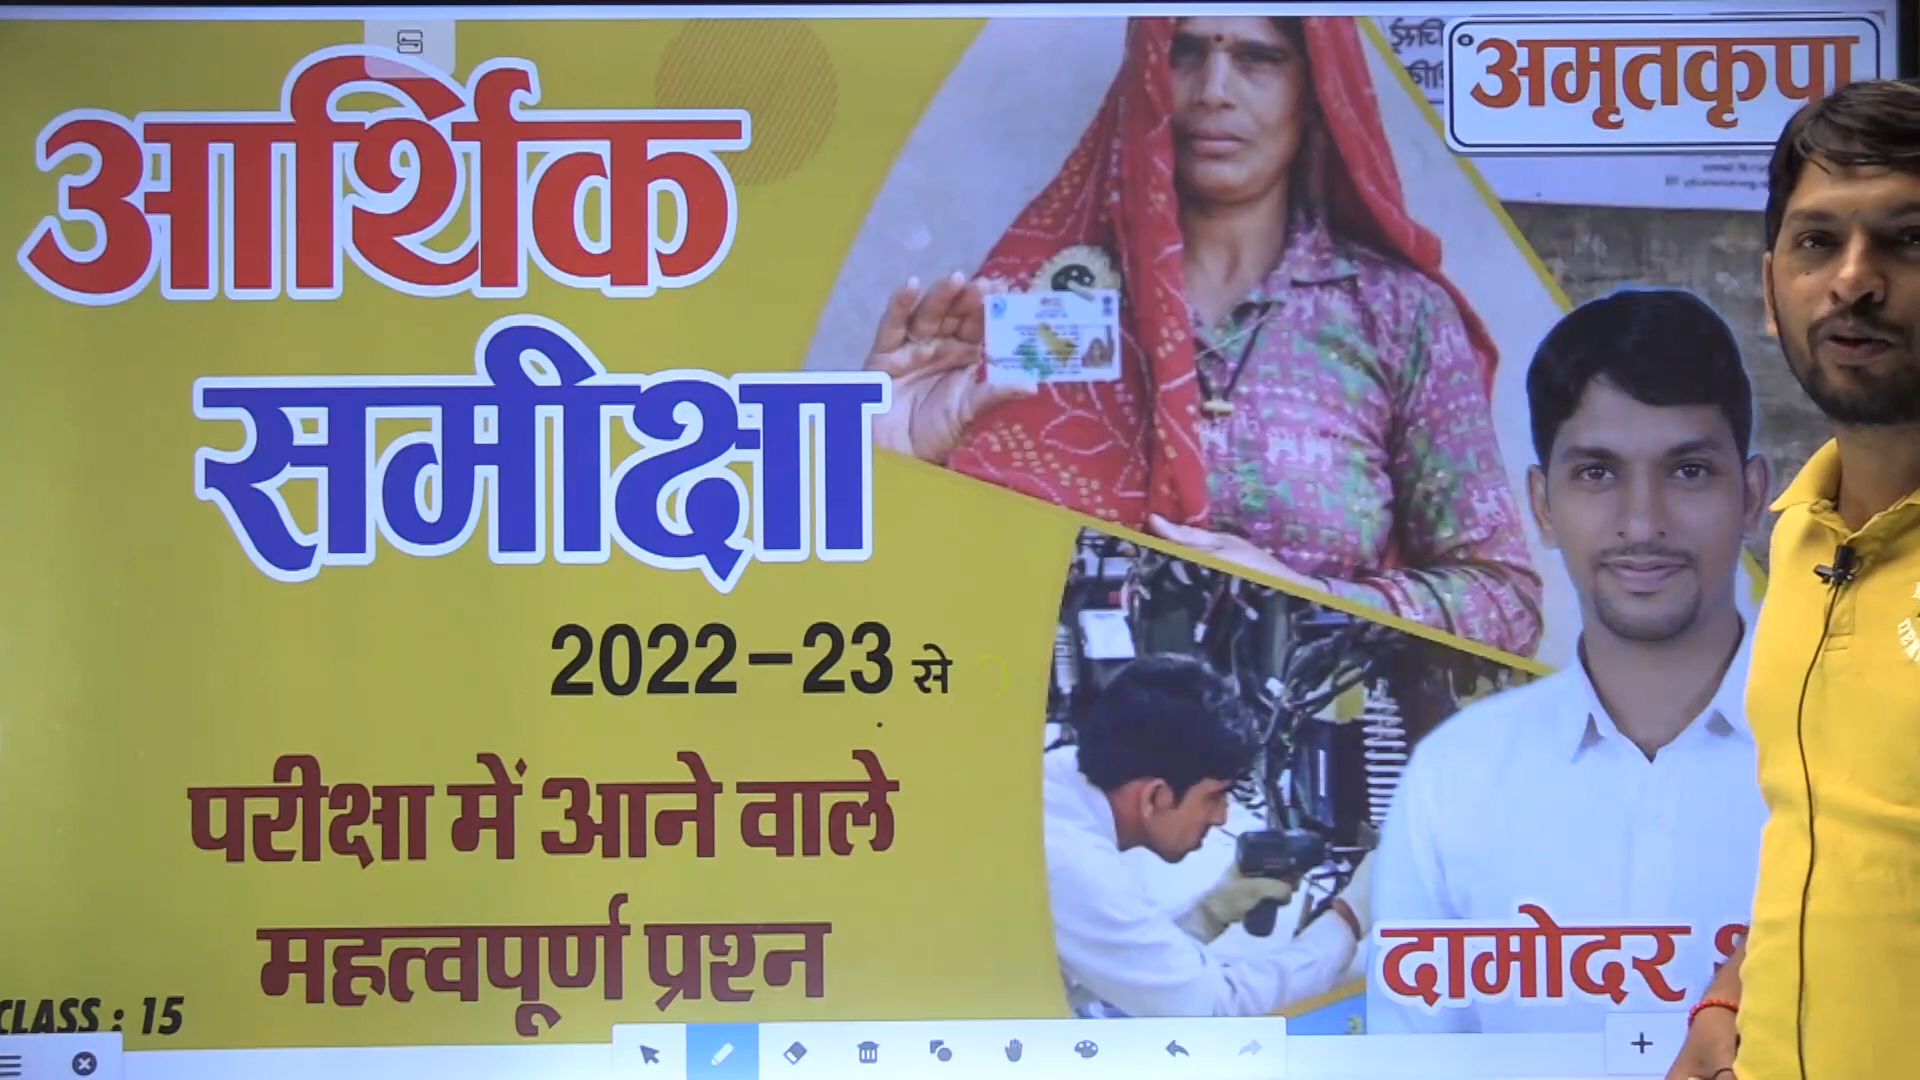 अमृतकृपा
आर्थिक
समीक्षा
2022-23 से
परीक्षा में आने वाले
महत्वपूर्ण प्रश्न
दामोदर
CLASS : 15